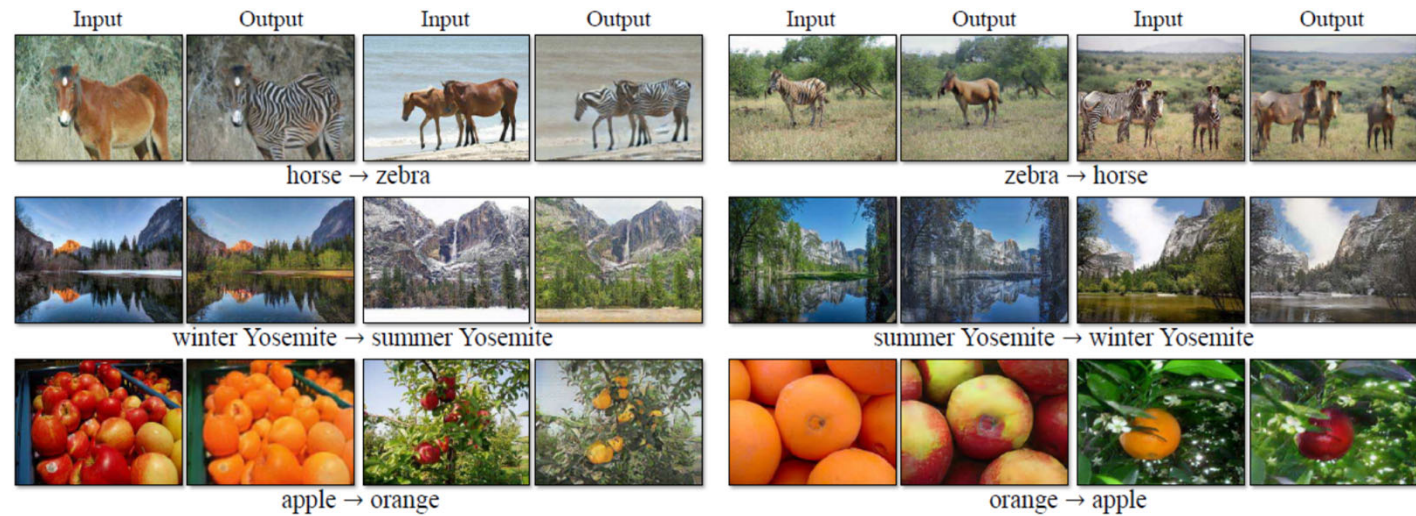 Input Output Input Output Input Output Input Output
horse → zebra zebra → horse
winter Yosemite → summer Yosemite summer Yosemite → winter Yosemite
apple → orange orange → apple